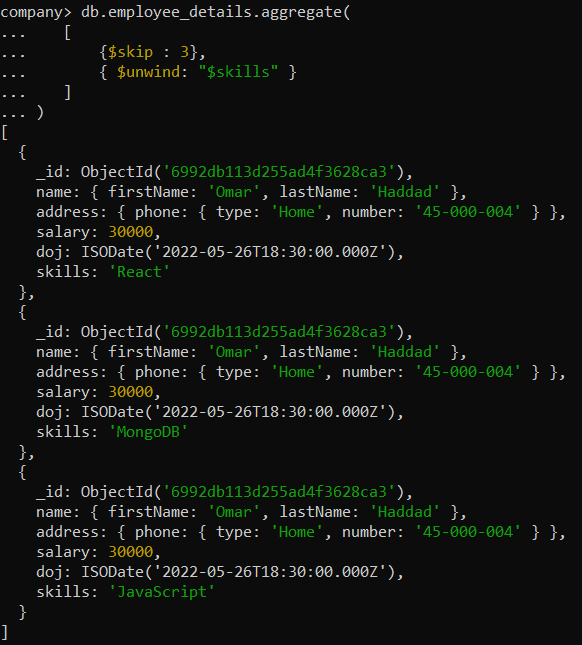 company> db.employee_details.aggregate(
...     [
...         {$skip : 3},
...         { $unwind: "$skills" }
...     ]
... )
[
  {
    _id: ObjectId('6992db113d255ad4f3628ca3'),
    name: { firstName: 'Omar', lastName: 'Haddad' },
    address: { phone: { type: 'Home', number: '45-000-004' } },
    salary: 30000,
    doj: ISODate('2022-05-26T18:30:00.000Z'),
    skills: 'React'
  },
  {
    _id: ObjectId('6992db113d255ad4f3628ca3'),
    name: { firstName: 'Omar', lastName: 'Haddad' },
    address: { phone: { type: 'Home', number: '45-000-004' } },
    salary: 30000,
    doj: ISODate('2022-05-26T18:30:00.000Z'),
    skills: 'MongoDB'
  },
  {
    _id: ObjectId('6992db113d255ad4f3628ca3'),
    name: { firstName: 'Omar', lastName: 'Haddad' },
    address: { phone: { type: 'Home', number: '45-000-004' } },
    salary: 30000,
    doj: ISODate('2022-05-26T18:30:00.000Z'),
    skills: 'JavaScript'
  }
]